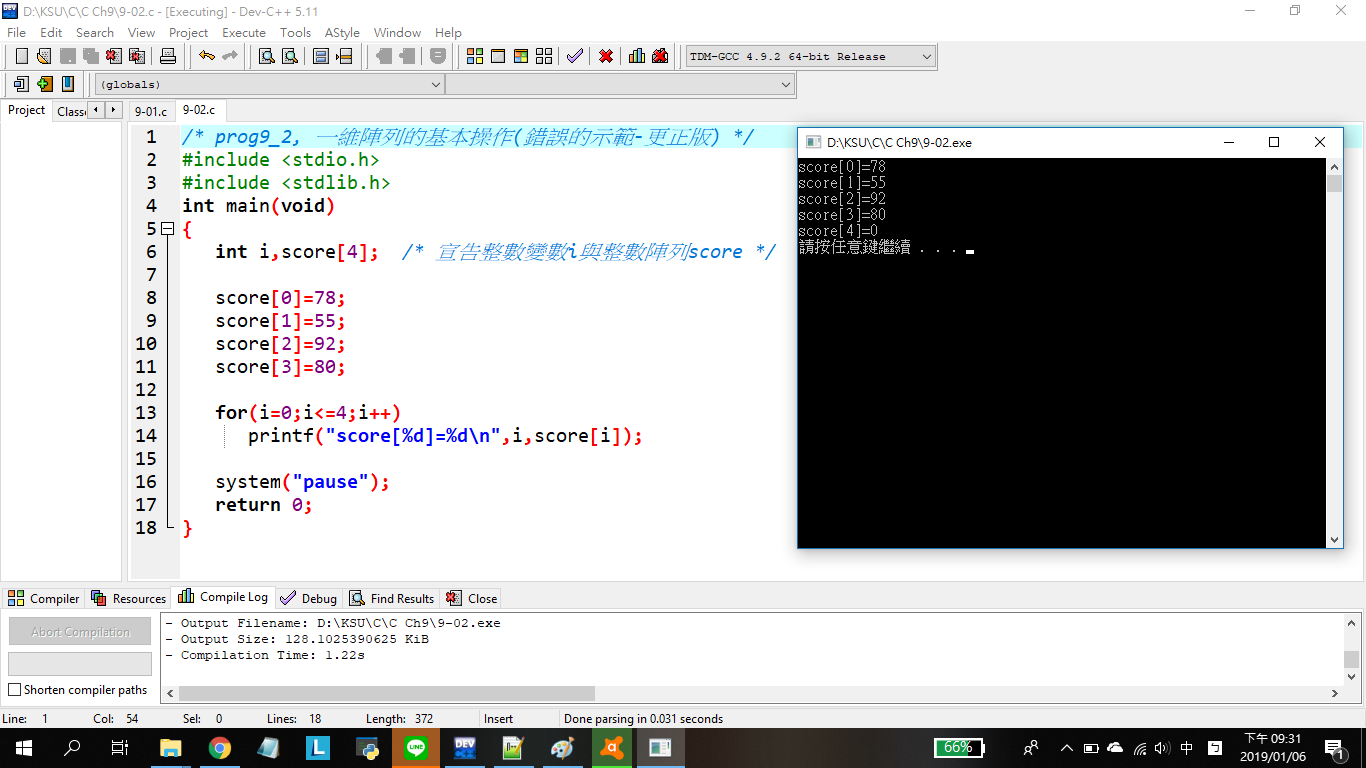 D:\KSU\C\C Ch9\9-02.c - [Executing] - Dev-C++ 5.11
File Edit Search View Project Execute Tools AStyle Window Help
TDM-GCC 4.9.2 64-bit Release
(globals)
Project Classe 9-01.c 9-02.c
1 /* prog9_2, 一維陣列的基本操作(錯誤的示範-更正版) */
2 #include <stdio.h>
3 #include <stdlib.h>
4 int main(void)
5 {
6 int i,score[4]; /* 宣告整數變數i與整數陣列score */
7
8 score[0]=78;
9 score[1]=55;
10 score[2]=92;
11 score[3]=80;
12
13 for(i=0;i<=4;i++)
14 printf("score[%d]=%d\n",i,score[i]);
15
16 system("pause");
17 return 0;
18 }
D:\KSU\C\C Ch9\9-02.exe
score[0]=78
score[1]=55
score[2]=92
score[3]=80
score[4]=0
請按任意鍵繼續 . . .
Compiler Resources Compile Log Debug Find Results Close
Abort Compilation
Shorten compiler paths
- Output Filename: D:\KSU\C\C Ch9\9-02.exe
- Output Size: 128.1025390625 KiB
- Compilation Time: 1.22s
Line: 1 Col: 54 Sel: 0 Lines: 18 Length: 372 Insert Done parsing in 0.031 seconds
66% 中 下午 09:31
2019/01/06